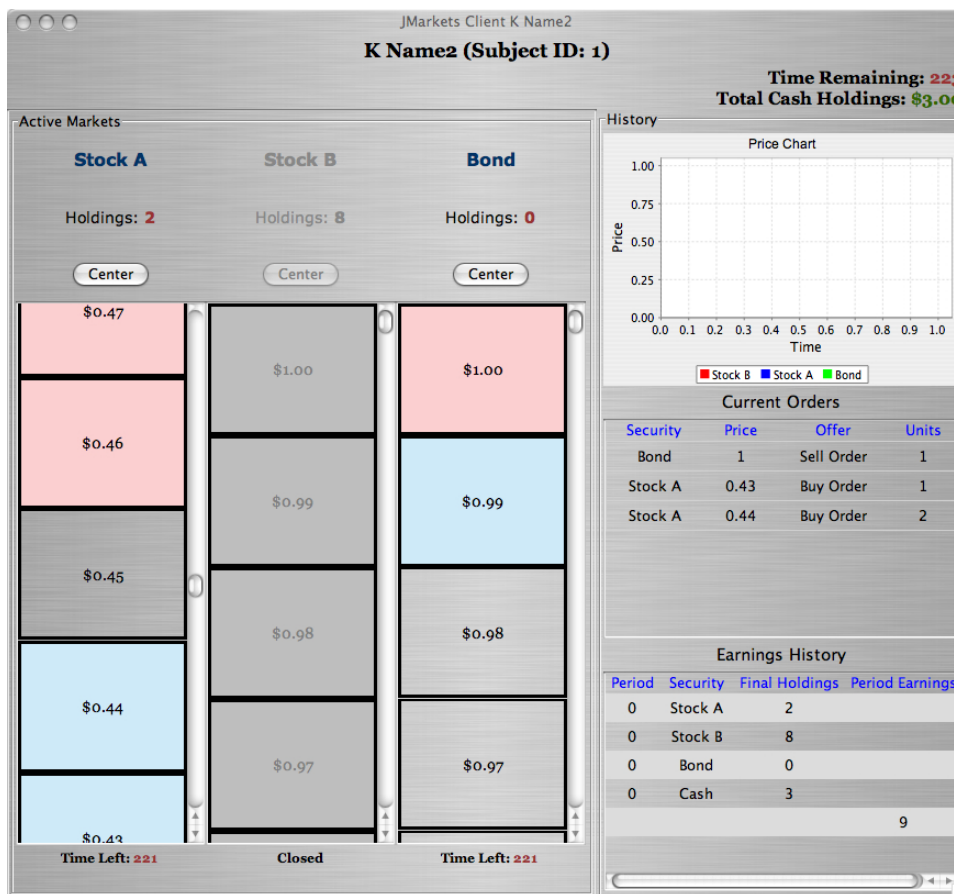 JMarkets Client K Name2
K Name2 (Subject ID: 1)
Time Remaining: 223
Total Cash Holdings: $3.00
Active Markets
Stock A
Stock B
Bond
Holdings: 2
Holdings: 8
Holdings: 0
Center
Center
Center
$0.47
$0.46
$0.45
$0.44
$0.43
$1.00
$0.99
$0.98
$0.97
$1.00
$0.99
$0.98
$0.97
Time Left: 221
Closed
Time Left: 221
History
Price Chart
Price
1.00
0.75
0.50
0.25
0.00
0.0 0.1 0.2 0.3 0.4 0.5 0.6 0.7 0.8 0.9 1.0
Time
Stock B Stock A Bond
Current Orders
Security Price Offer Units
Bond 1 Sell Order 1
Stock A 0.43 Buy Order 1
Stock A 0.44 Buy Order 2
Earnings History
Period Security Final Holdings Period Earnings
0 Stock A 2
0 Stock B 8
0 Bond 0
0 Cash 3
9